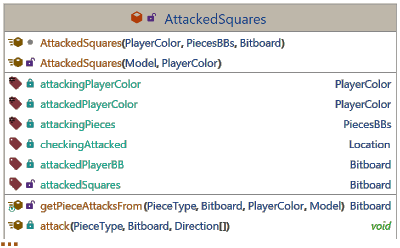 AttackedSquares
AttackedSquares(PlayerColor, PiecesBBs, Bitboard)
AttackedSquares(Model, PlayerColor)
attackingPlayerColor PlayerColor
attackedPlayerColor PlayerColor
attackingPieces PiecesBBs
checkingAttacked Location
attackedPlayerBB Bitboard
attackedSquares Bitboard
getPieceAttacksFrom(PieceType, Bitboard, PlayerColor, Model) Bitboard
attack(PieceType, Bitboard, Direction[]) void